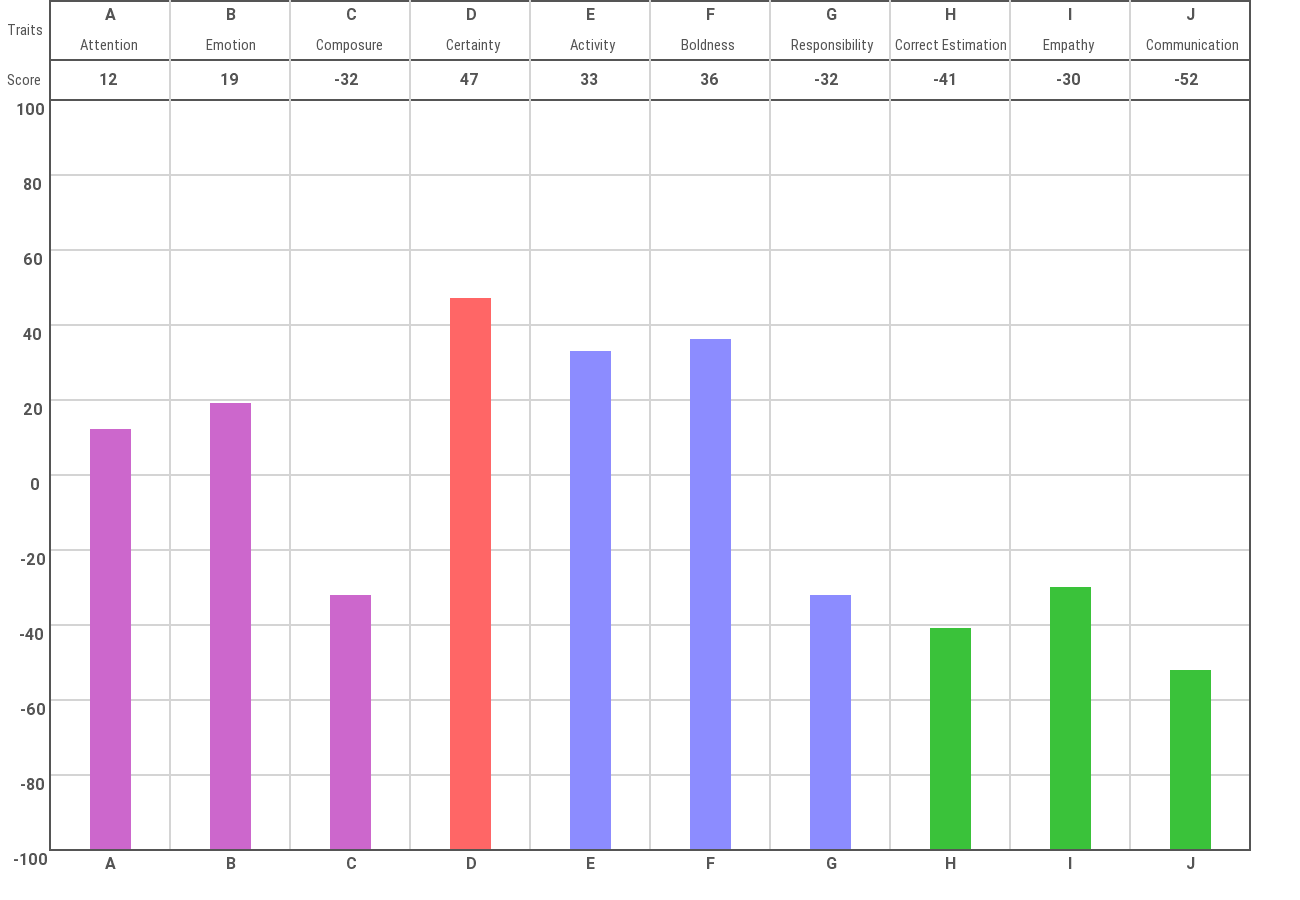 A B C D E F G H I J
Traits
Attention Emotion Composure Certainty Activity Boldness Responsibility Correct Estimation Empathy Communication
Score 12 19 -32 47 33 36 -32 -41 -30 -52
100
80
60
40
20
0
-20
-40
-60
-80
-100
A B C D E F G H I J